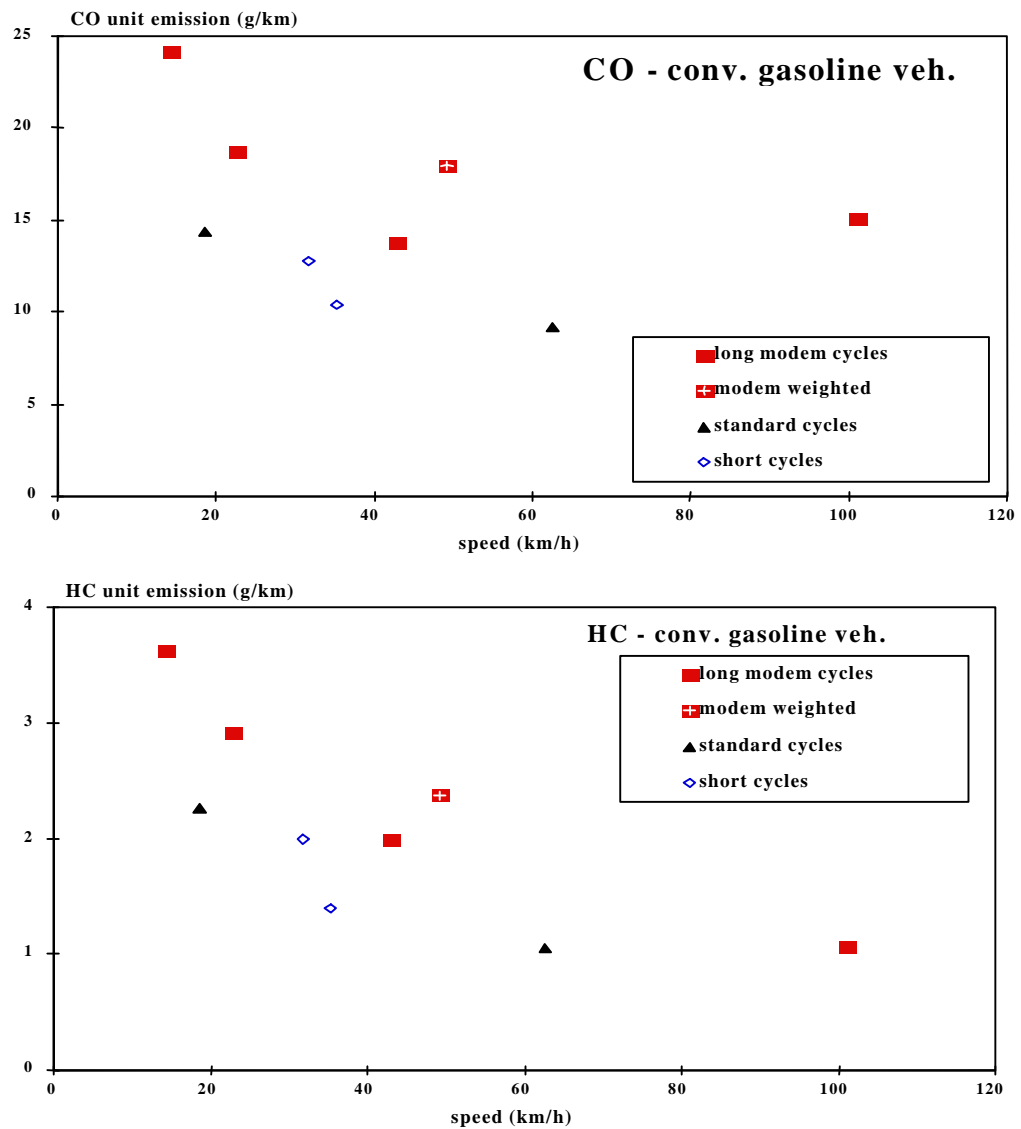 CO unit emission (g/km)
25
CO - conv. gasoline veh.
20
15
10
long modem cycles
modem weighted
5
standard cycles
short cycles
0
0 20 40 60 80 100 120
speed (km/h)
HC unit emission (g/km)
4
HC - conv. gasoline veh.
long modem cycles
modem weighted
3
standard cycles
short cycles
2
1
0
0 20 40 60 80 100 120
speed (km/h)